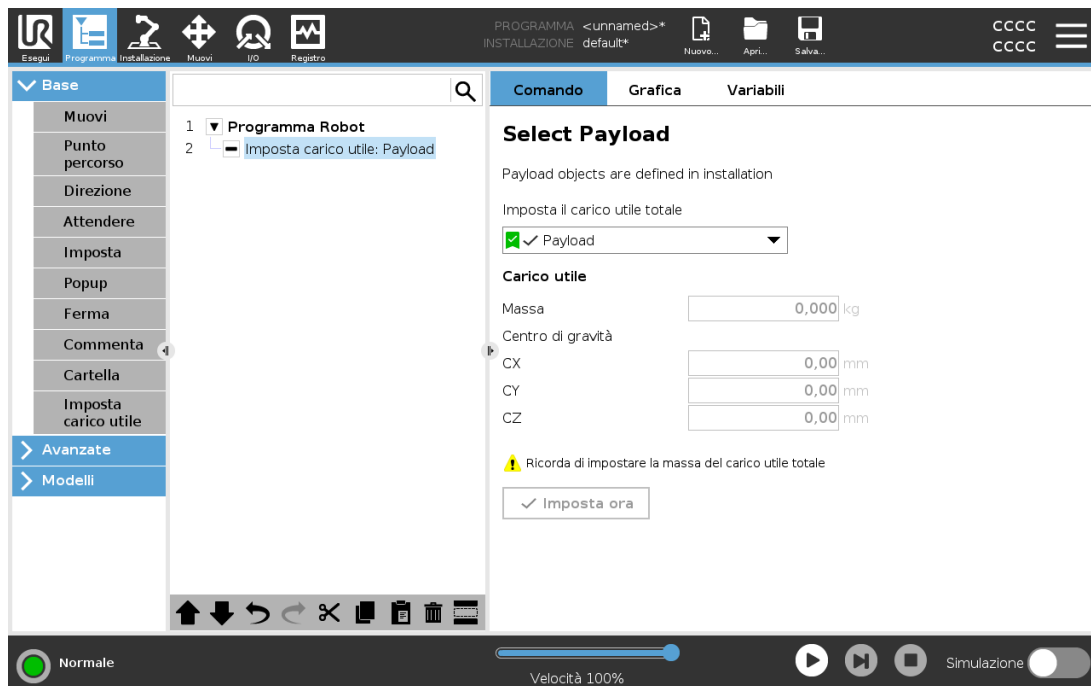 PROGRAMMA <unnamed>*
INSTALLAZIONE default*
Esegui
Programma
Installazione
Muovi
I/O
Registro
Nuovo...
Apri...
Salva...
CCCC
CCCC
Base
Muovi
Punto
percorso
Direzione
Attendere
Imposta
Popup
Ferma
Commenta
Cartella
Imposta
carico utile
Avanzate
Modelli
1 Programma Robot
2 Imposta carico utile: Payload
Comando
Grafica
Variabili
Select Payload
Payload objects are defined in installation
Imposta il carico utile totale
Payload
Carico utile
Massa 0,000 kg
Centro di gravità
CX 0,00 mm
CY 0,00 mm
CZ 0,00 mm
Ricorda di impostare la massa del carico utile totale
Imposta ora
Normale
Velocità 100%
Simulazione